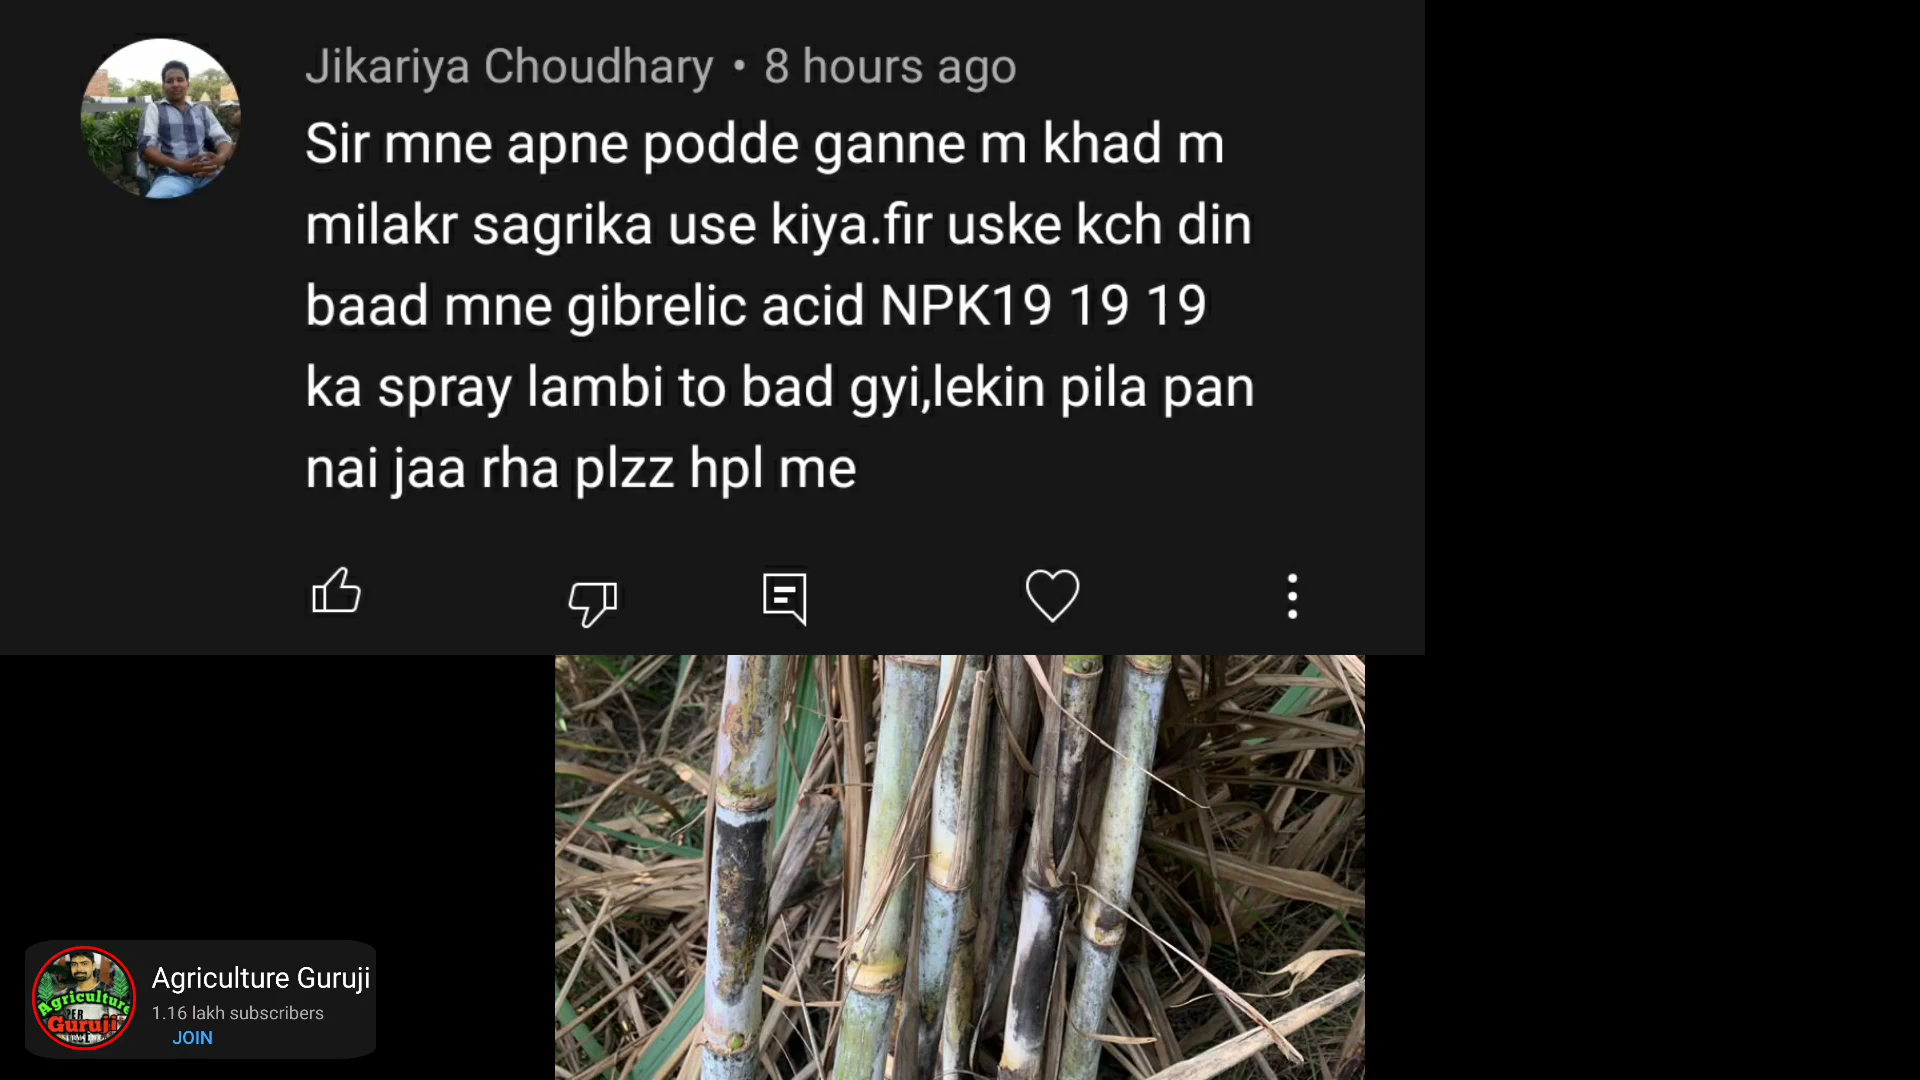 Jikariya Choudhary • 8 hours ago
Sir mne apne podde ganne m khad m
milakr sagrika use kiya.fir uske kch din
baad mne gibrelic acid NPK19 19 19
ka spray lambi to bad gyi,lekin pila pan
nai jaa rha plzz hpl me
Agriculture Guruji
1.16 lakh subscribers
JOIN
Agriculture
Guruji